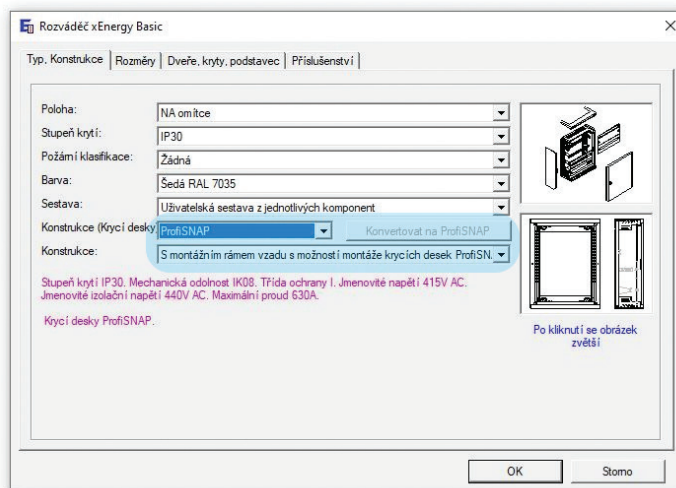 Rozváděč xEnergy Basic
Typ, Konstrukce
Rozměry
Dveře, kryty, podstavec
Příslušenství
Poloha:
NA omítce
Stupeň krytí:
IP30
Požární klasifikace:
Žádná
Barva:
Šedá RAL 7035
Sestava:
Uživatelská sestava z jednotlivých komponent
Konstrukce (Krycí desky
ProfiSNAP
Konvertovat na ProfiSNAP
Konstrukce:
S montážním rámem vzadu s možností montáže krycích desek ProfiSN
Stupeň krytí IP30. Mechanická odolnost IK08. Třída ochrany I. Jmenovité napětí 415V AC.
Jmenovité izolační napětí 440V AC. Maximální proud 630A.
Krycí desky ProfiSNAP.
Po kliknutí se obrázek
zvětší
OK
Storno